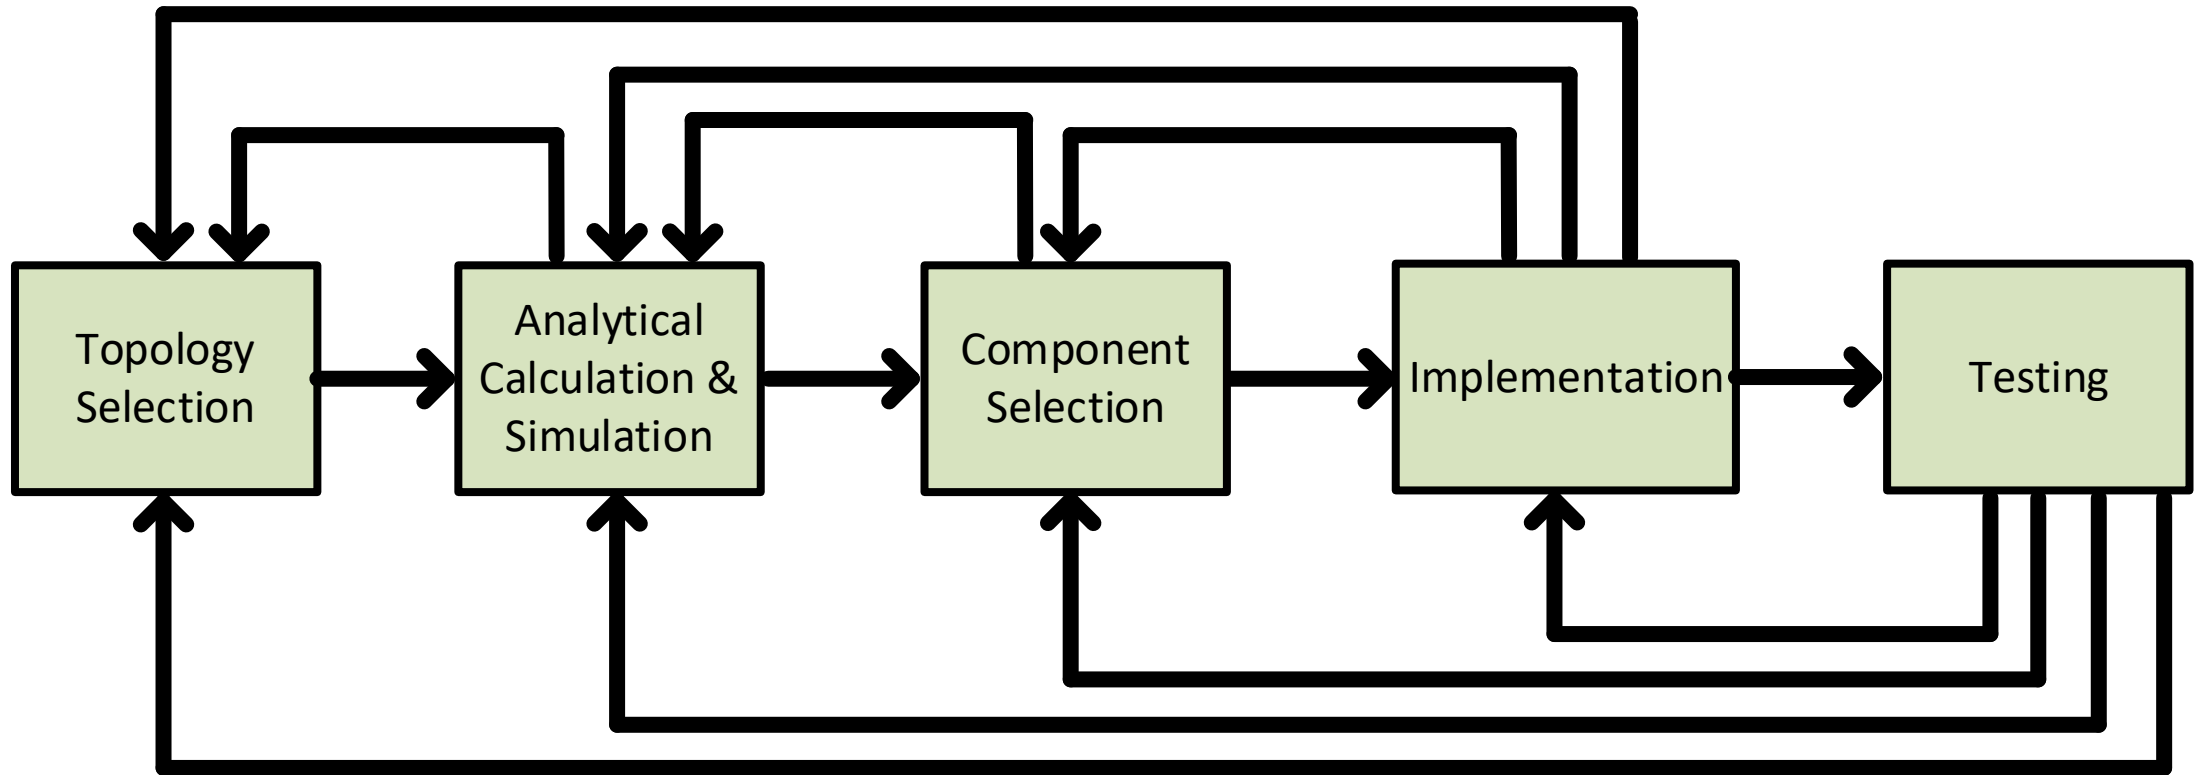 Topology
Selection
Analytical
Calculation &
Simulation
Component
Selection
Implementation
Testing